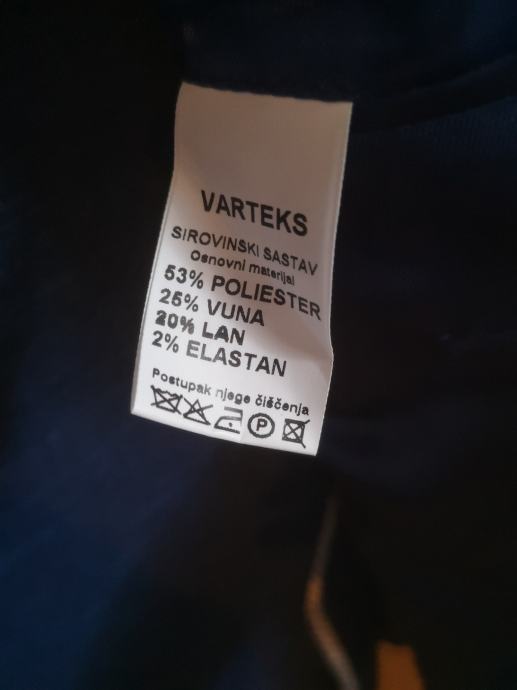 VARTEKS
SIROVINSKI SASTAV
Osnovni materijal
53% POLIESTER
25% VUNA
20% LAN
2% ELASTAN
Postupak njege čišćenja
P